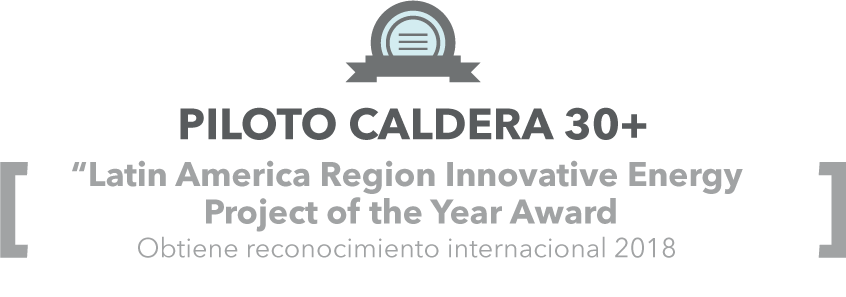 PILOTO CALDERA 30+
“Latin America Region Innovative Energy
Project of the Year Award
Obtiene reconocimiento internacional 2018